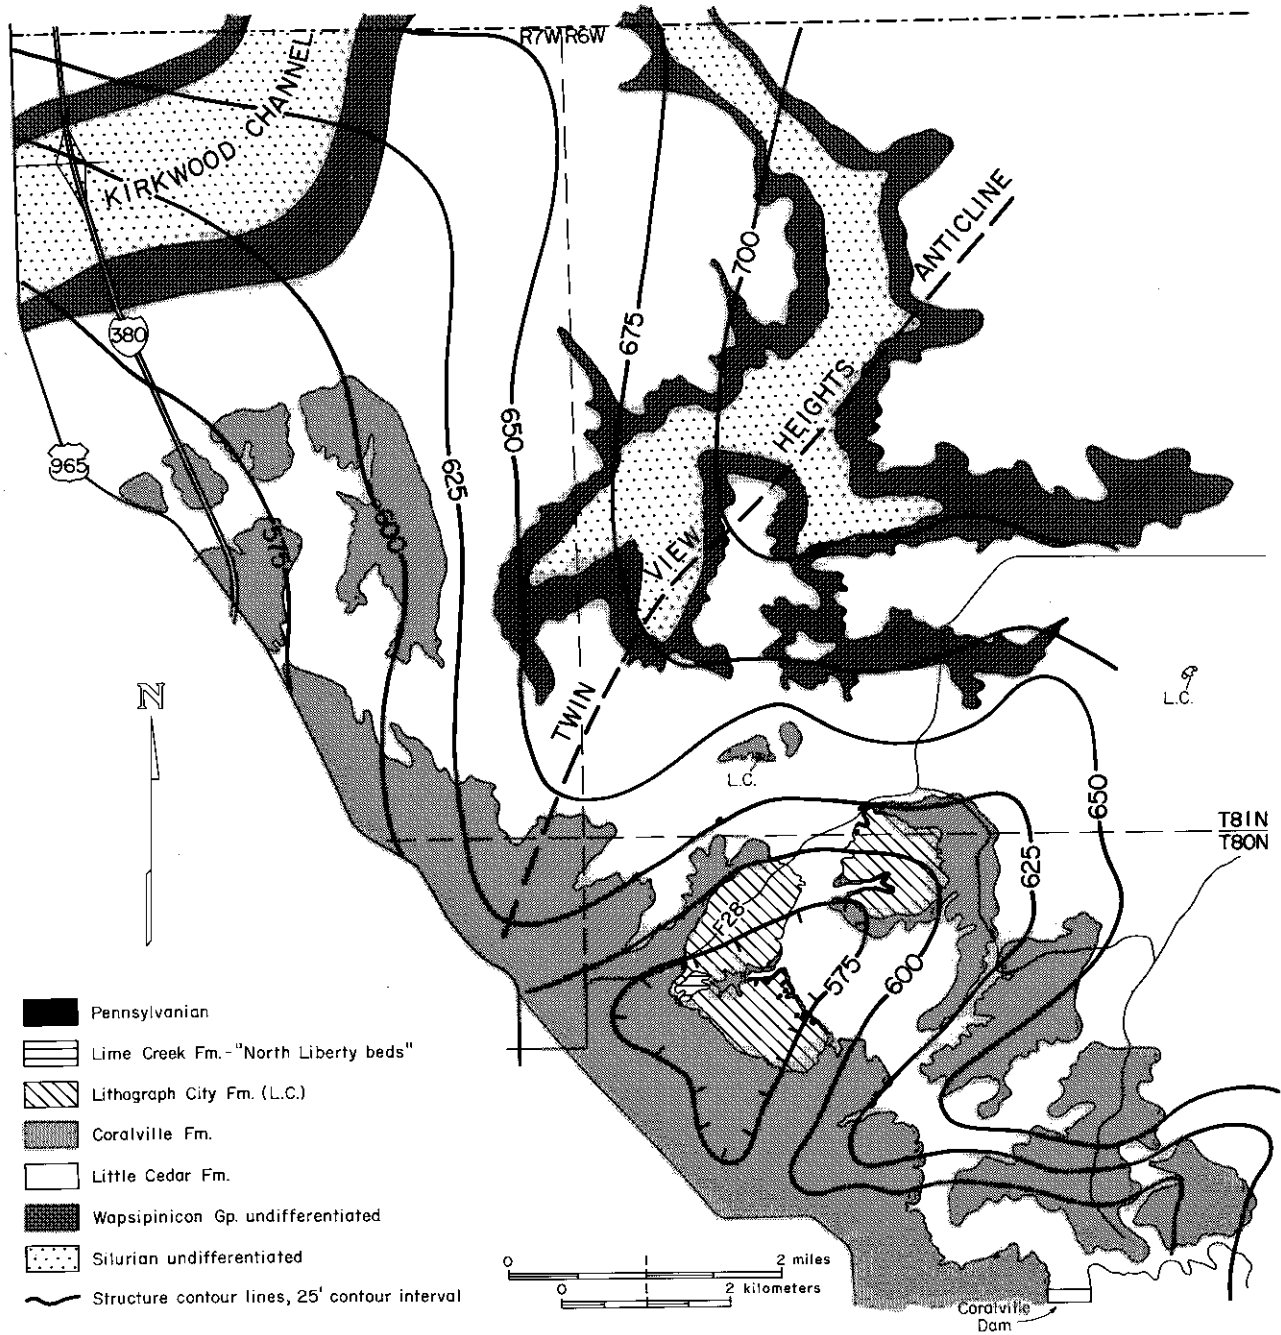 R7W R6W
KIRKWOOD CHANNEL
TWIN VIEW HEIGHTS ANTICLINE
700
675
650
625
600
575
380
965
N
L.C.
L.C.
650
625
600
575
F28
T81N
T80N
Pennsylvanian
Lime Creek Fm.-"North Liberty beds"
Lithograph City Fm. (L.C.)
Coralville Fm.
Little Cedar Fm.
Wapsipinicon Gp. undifferentiated
Silurian undifferentiated
Structure contour lines, 25' contour interval
0 1 2 miles
0 2 kilometers
Coralville
Dam